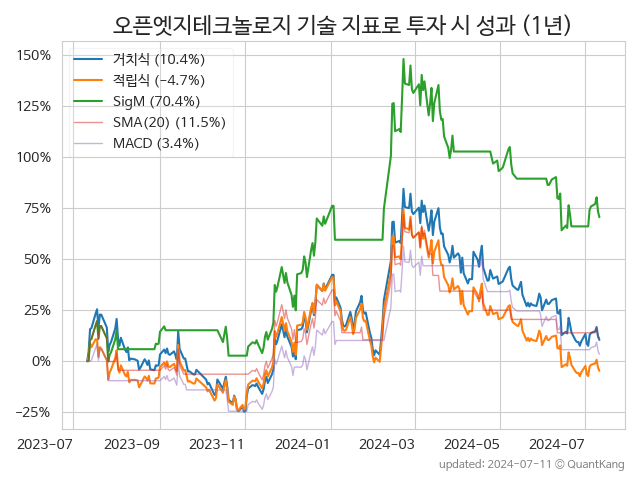 오픈엣지테크놀로지 기술 지표로 투자 시 성과 (1년)
거치식 (10.4%)
적립식 (−4.7%)
SigM (70.4%)
SMA(20) (11.5%)
MACD (3.4%)
150%
125%
100%
75%
50%
25%
0%
−25%
2023-07 2023-09 2023-11 2024-01 2024-03 2024-05 2024-07
updated: 2024-07-11 © QuantKang